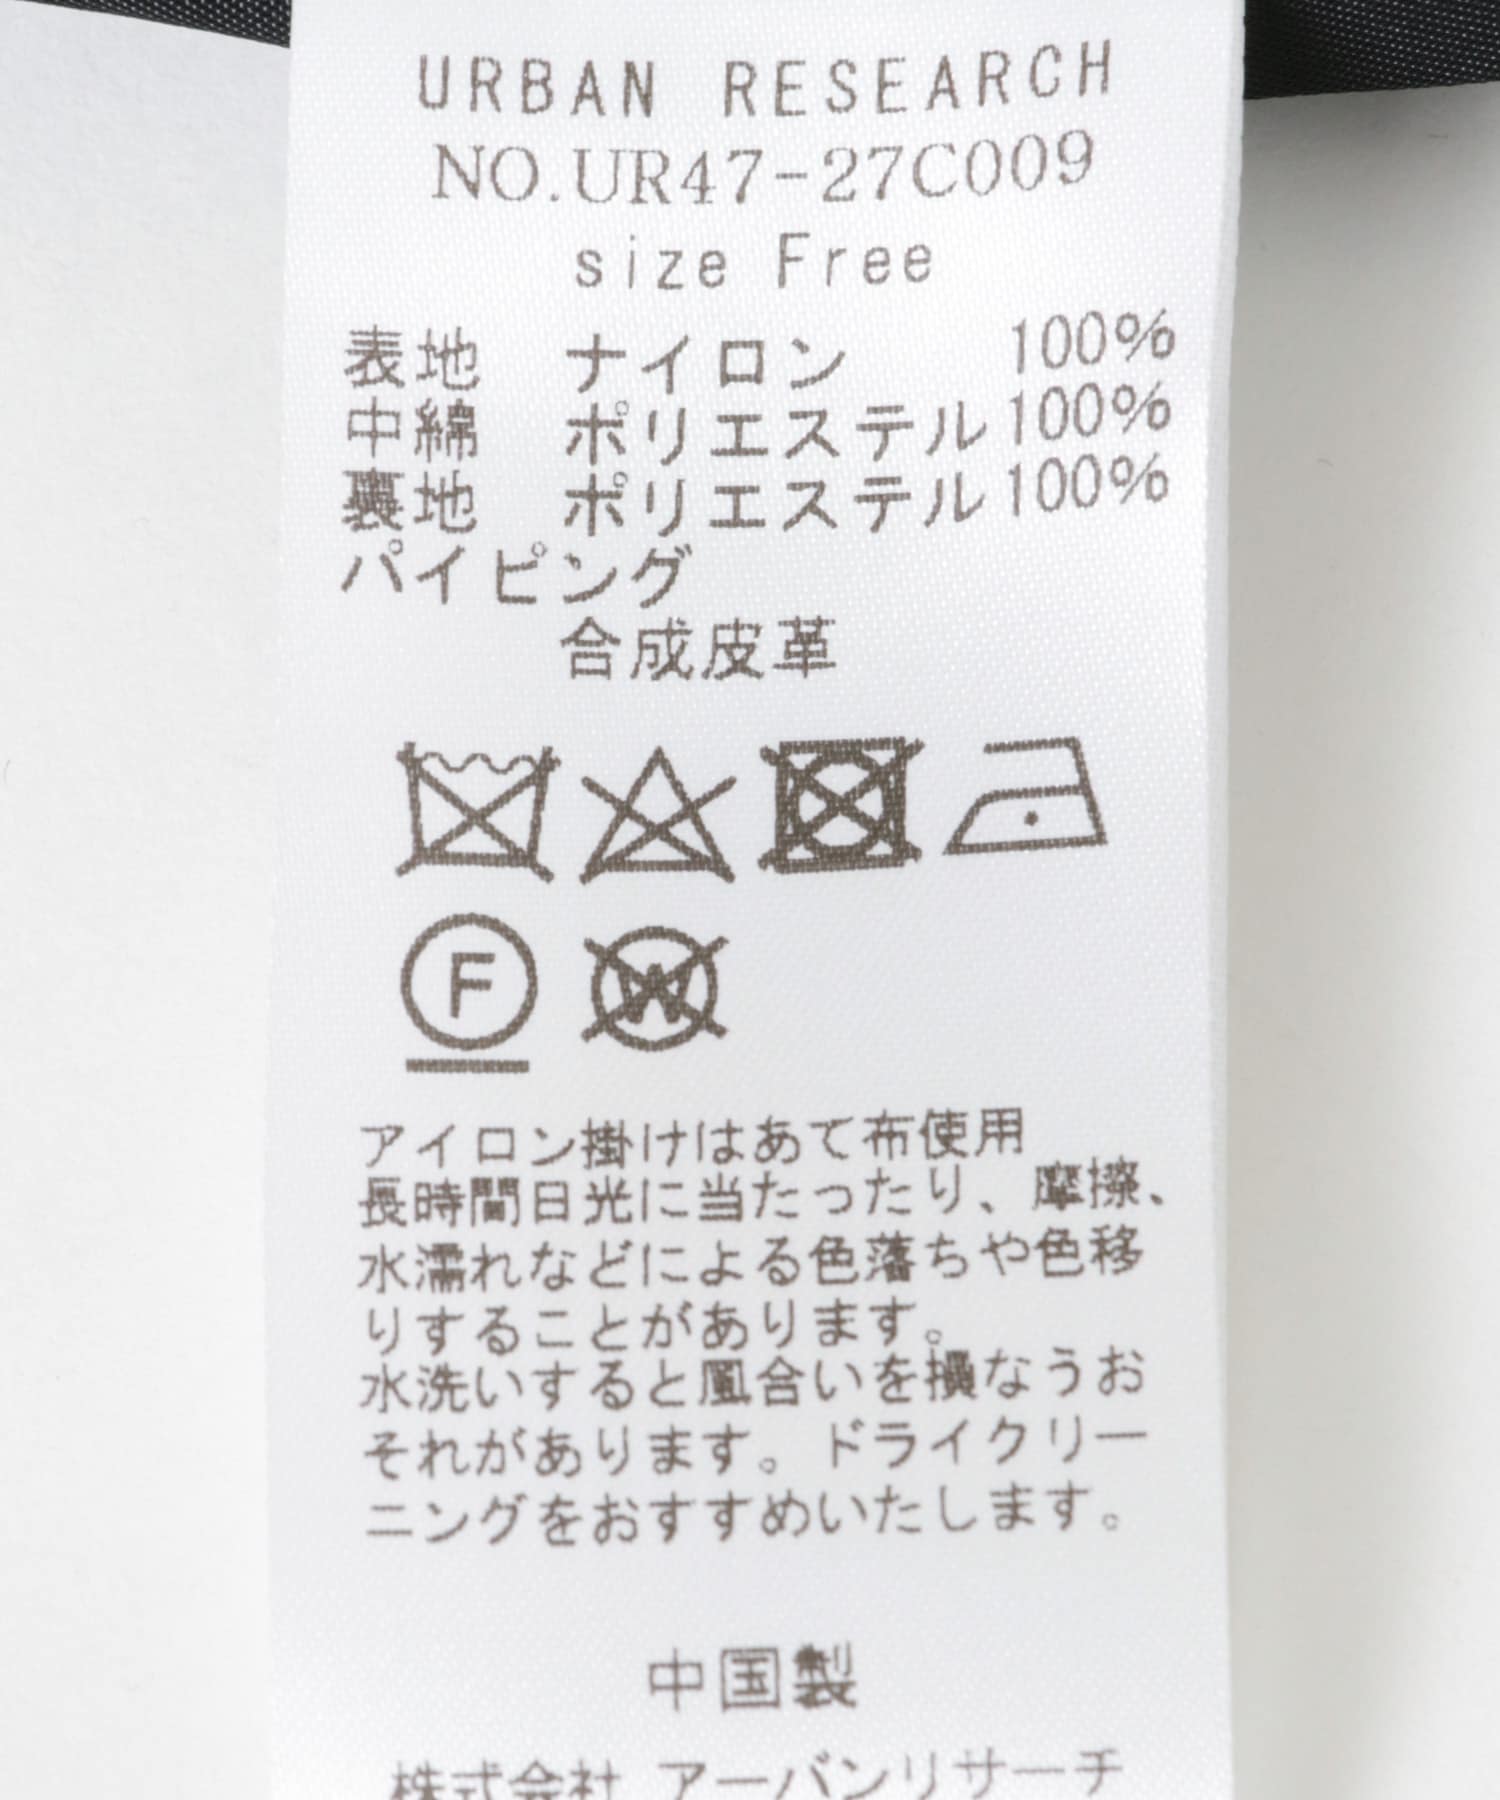 URBAN RESEARCH
NO.UR47-27C009
size Free
表地 ナイロン 100%
中綿 ポリエステル100%
裏地 ポリエステル100%
パイピング
合成皮革
F W
アイロン掛けはあて布使用
長時間日光に当たったり、摩擦、
水濡れなどによる色落ちや色移
りすることがあります。
水洗いすると風合いを損なうお
それがあります。ドライクリー
ニングをおすすめいたします。
中国製
株式会社 アーバンリサーチ